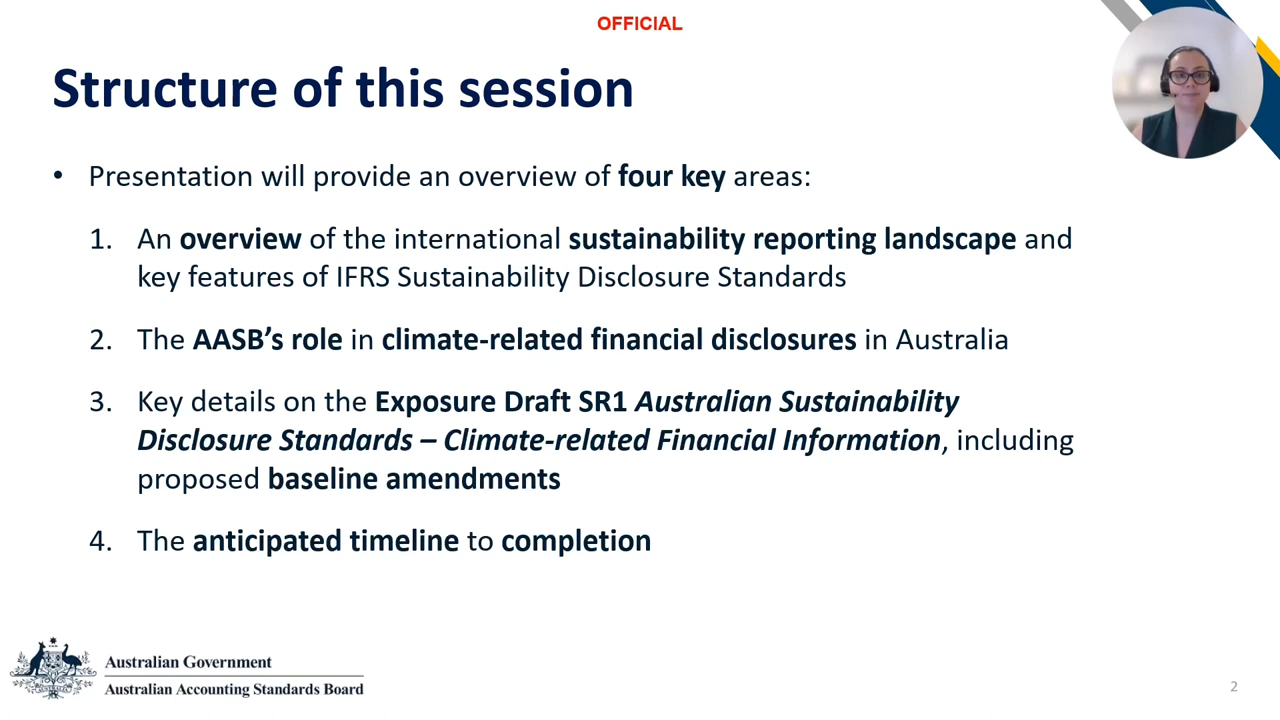 OFFICIAL
Structure of this session
• Presentation will provide an overview of four key areas:
1. An overview of the international sustainability reporting landscape and
key features of IFRS Sustainability Disclosure Standards
2. The AASB’s role in climate-related financial disclosures in Australia
3. Key details on the Exposure Draft SR1 Australian Sustainability
Disclosure Standards – Climate-related Financial Information, including
proposed baseline amendments
4. The anticipated timeline to completion
Australian Government
Australian Accounting Standards Board
2